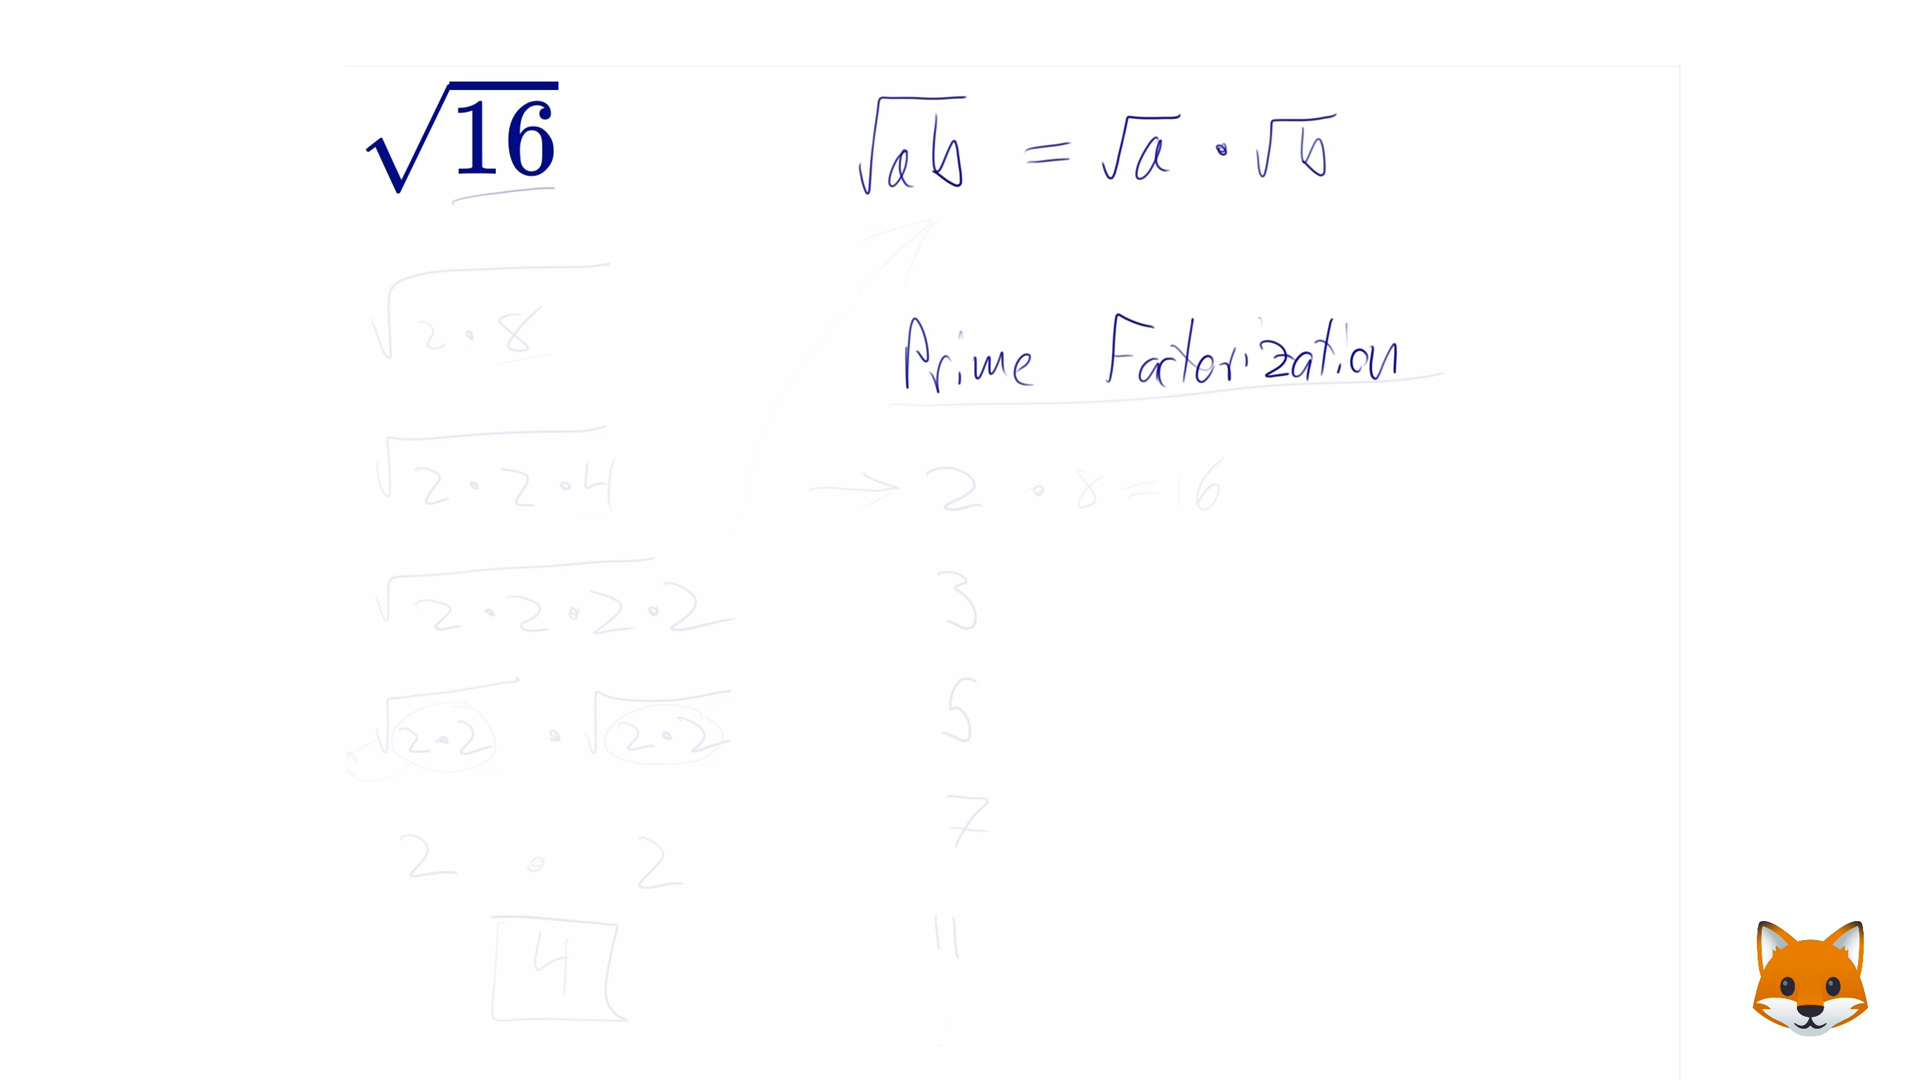 √16
√ab = √a · √b
√2·8
Prime Factorization
√2·2·4
→ 2 · 8 = 16
√2·2·2·2
3
√2·2 · √2·2
5
7
2 · 2
4
11